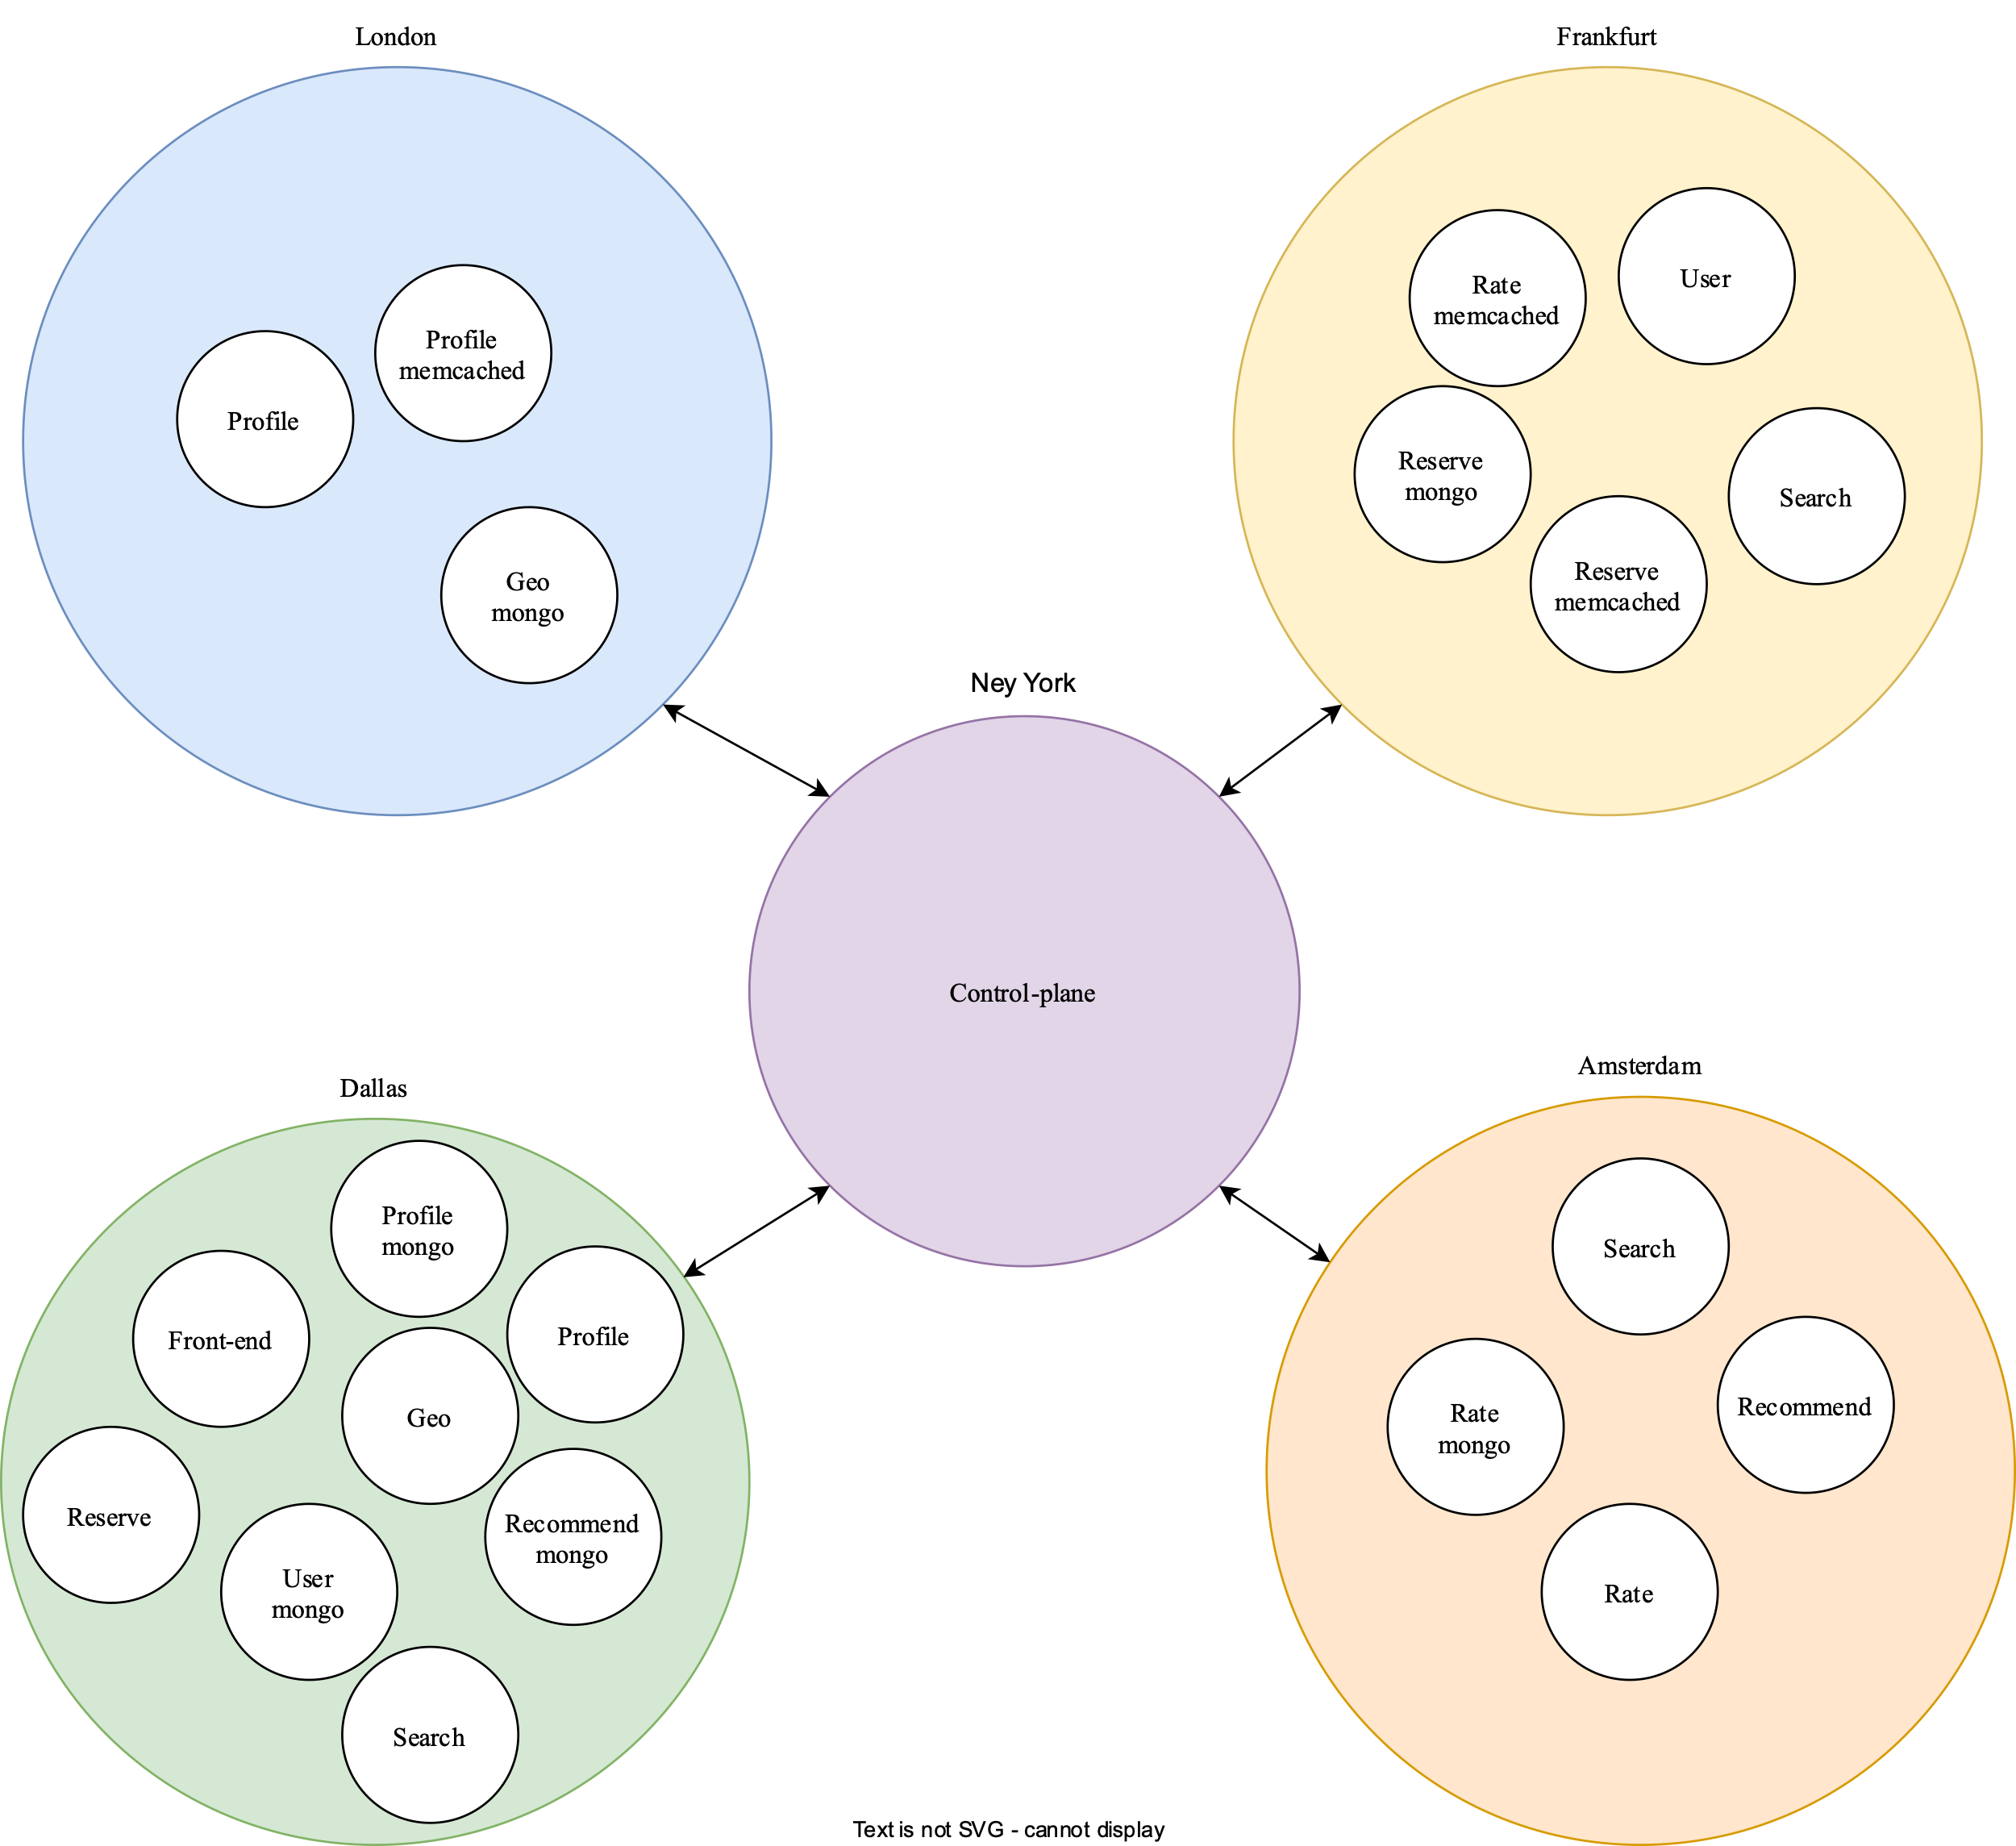 London
Profile
memcached
Profile
Geo
mongo
Frankfurt
Rate
memcached
User
Reserve
mongo
Search
Reserve
memcached
Ney York
Control-plane
Dallas
Profile
mongo
Front-end
Profile
Geo
Reserve
Recommend
mongo
User
mongo
Search
Amsterdam
Search
Recommend
Rate
mongo
Rate
Text is not SVG - cannot display